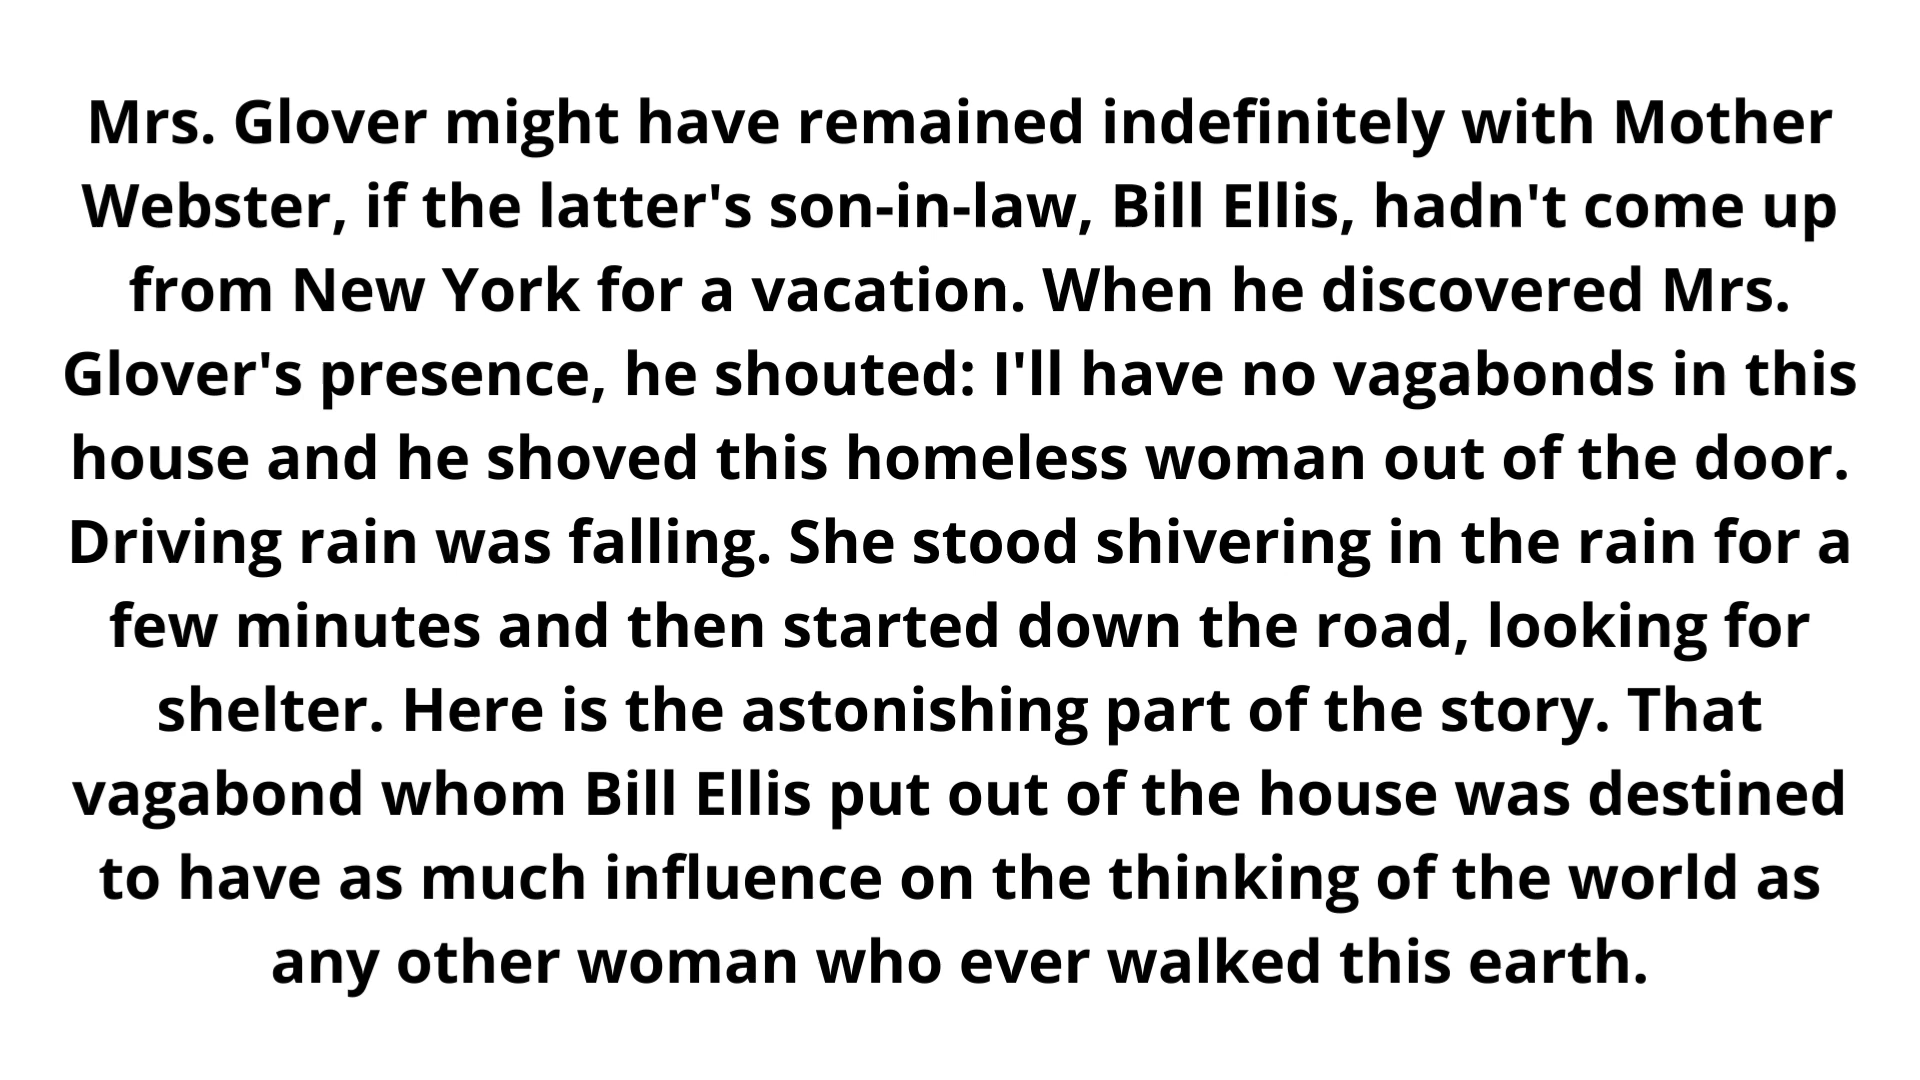 Mrs. Glover might have remained indefinitely with Mother
Webster, if the latter's son-in-law, Bill Ellis, hadn't come up
from New York for a vacation. When he discovered Mrs.
Glover's presence, he shouted: I'll have no vagabonds in this
house and he shoved this homeless woman out of the door.
Driving rain was falling. She stood shivering in the rain for a
few minutes and then started down the road, looking for
shelter. Here is the astonishing part of the story. That
vagabond whom Bill Ellis put out of the house was destined
to have as much influence on the thinking of the world as
any other woman who ever walked this earth.